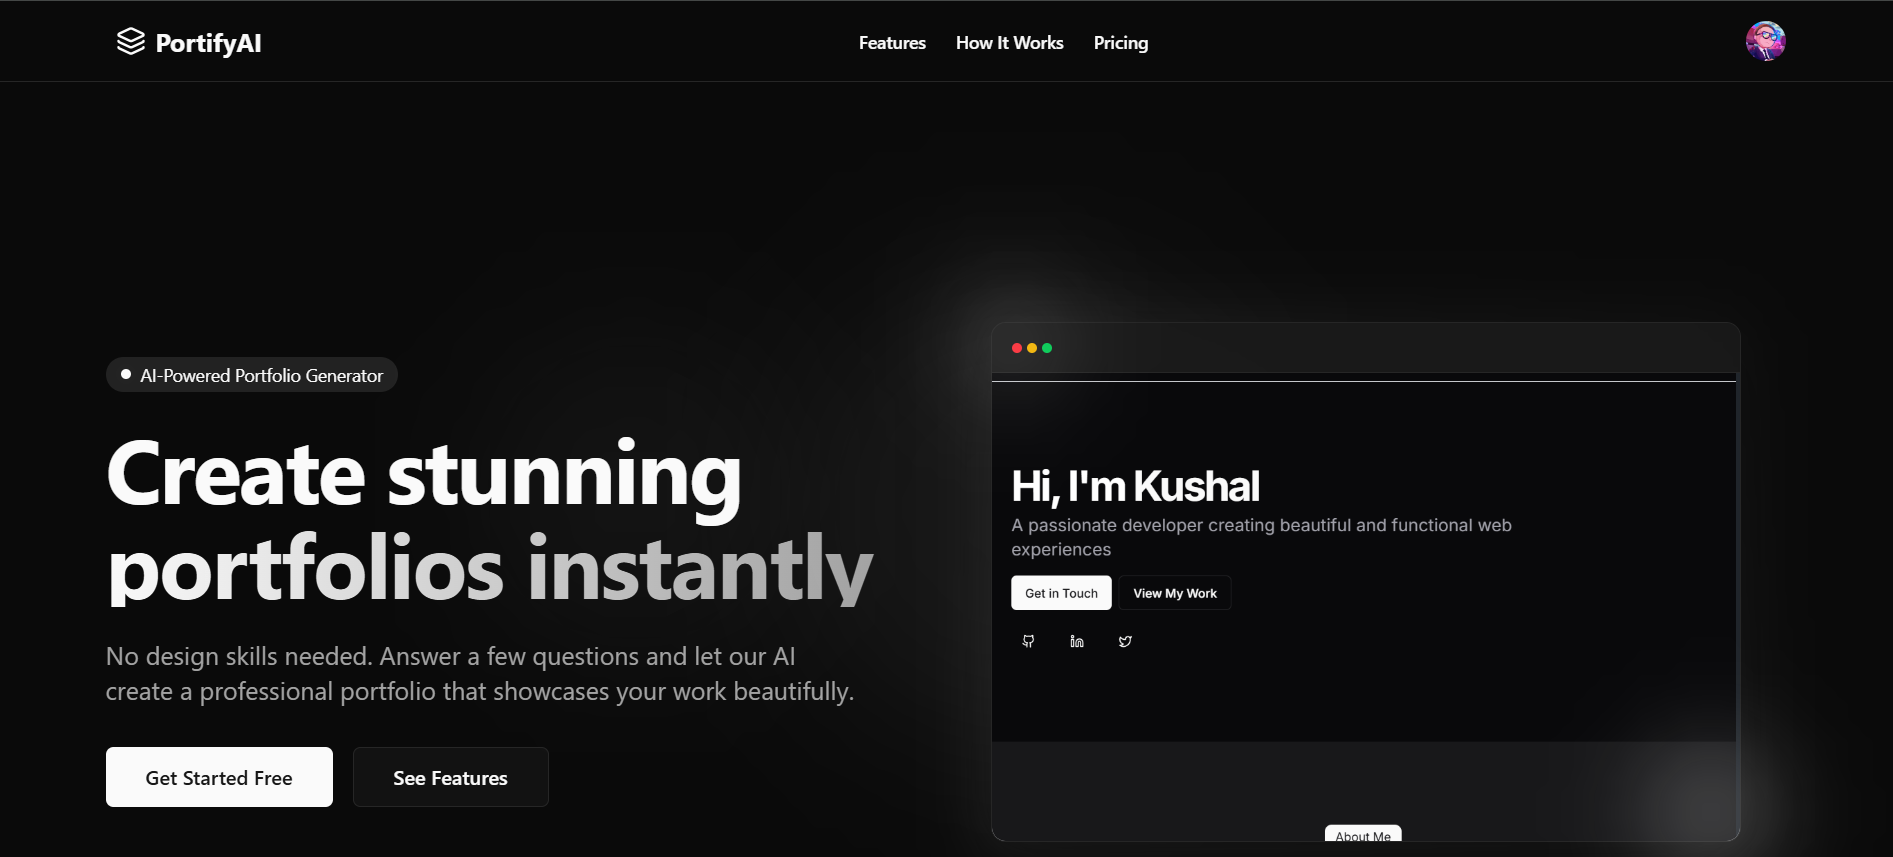 PortifyAI
Features
How It Works
Pricing
AI-Powered Portfolio Generator
Create stunning
portfolios instantly
No design skills needed. Answer a few questions and let our AI
create a professional portfolio that showcases your work beautifully.
Get Started Free
See Features
Hi, I'm Kushal
A passionate developer creating beautiful and functional web
experiences
Get in Touch
View My Work
About Me